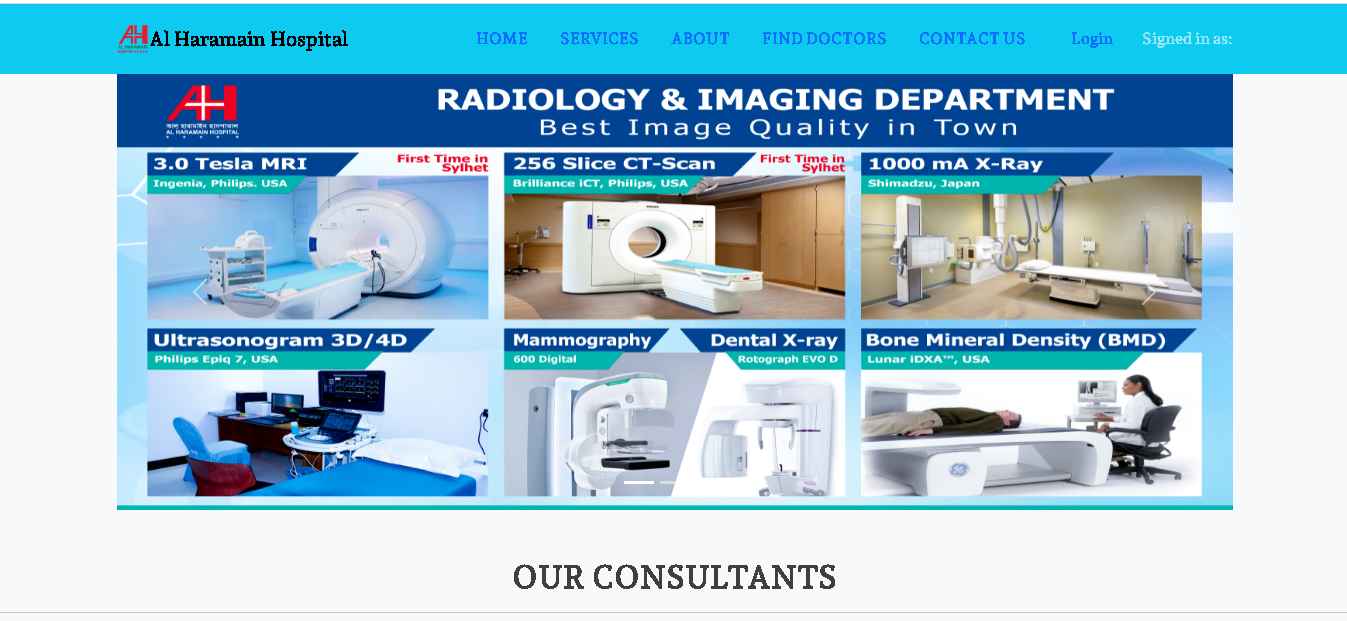 Al Haramain Hospital
HOME SERVICES ABOUT FIND DOCTORS CONTACT US Login Signed in as:
AH
আল হারামাইন হাসপাতাল
AL HARAMAIN HOSPITAL
RADIOLOGY & IMAGING DEPARTMENT
Best Image Quality in Town
3.0 Tesla MRI
First Time in
Sylhet
Ingenia, Philips. USA
256 Slice CT-Scan
First Time in
Sylhet
Brilliance iCT, Philips, USA
1000 mA X-Ray
Shimadzu, Japan
Ultrasonogram 3D/4D
Philips Epiq 7, USA
Mammography
600 Digital
Dental X-ray
Rotograph EVO D
Bone Mineral Density (BMD)
Lunar iDXA™, USA
OUR CONSULTANTS